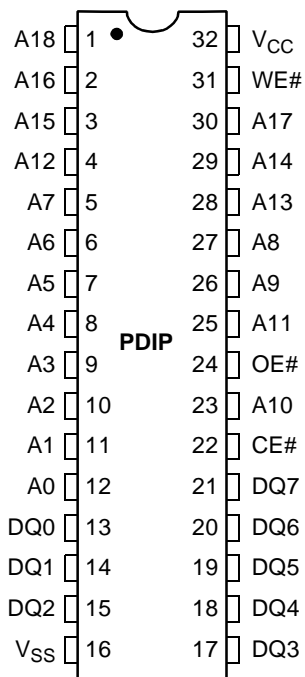 A18 1 32 VCC
A16 2 31 WE#
A15 3 30 A17
A12 4 29 A14
A7 5 28 A13
A6 6 27 A8
A5 7 26 A9
A4 8 25 A11
PDIP
A3 9 24 OE#
A2 10 23 A10
A1 11 22 CE#
A0 12 21 DQ7
DQ0 13 20 DQ6
DQ1 14 19 DQ5
DQ2 15 18 DQ4
VSS 16 17 DQ3